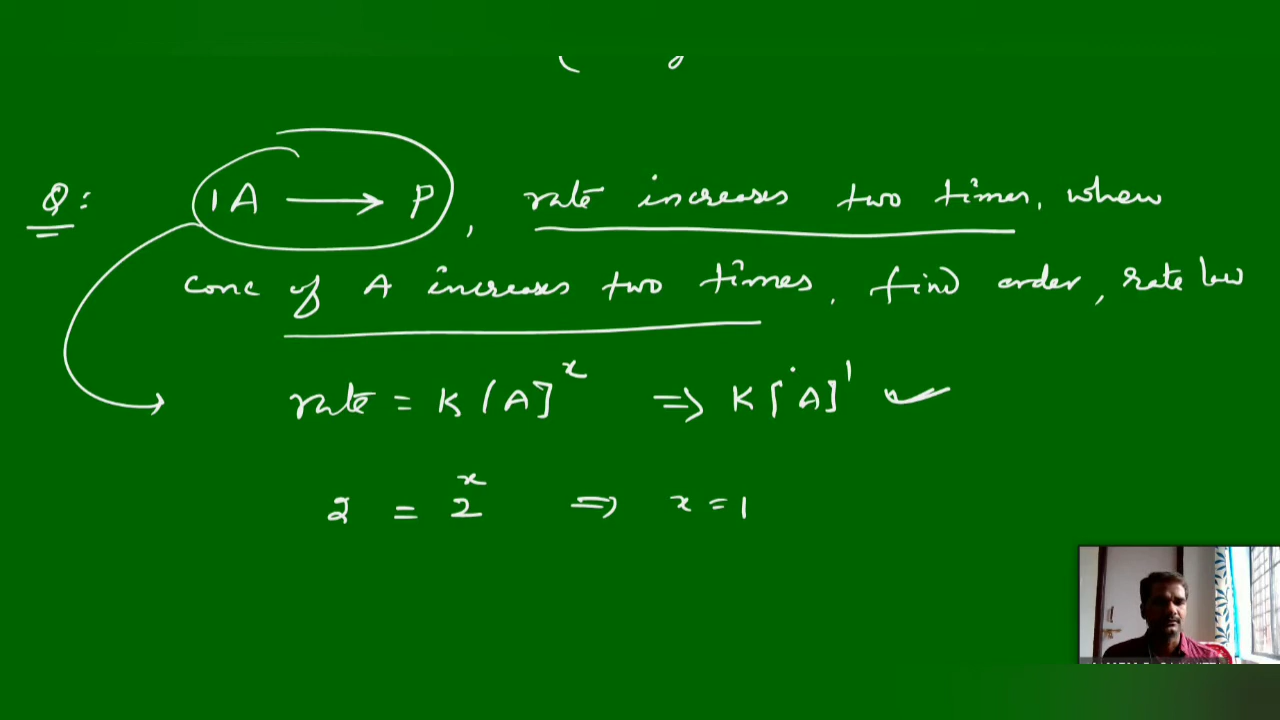 Q: 1A ⟶ P, rate increases two times, when
conc of A increases two times, find order, rate law
rate = K[A]^x ⇒ K[A]^1 ✓
2 = 2^x ⇒ x = 1